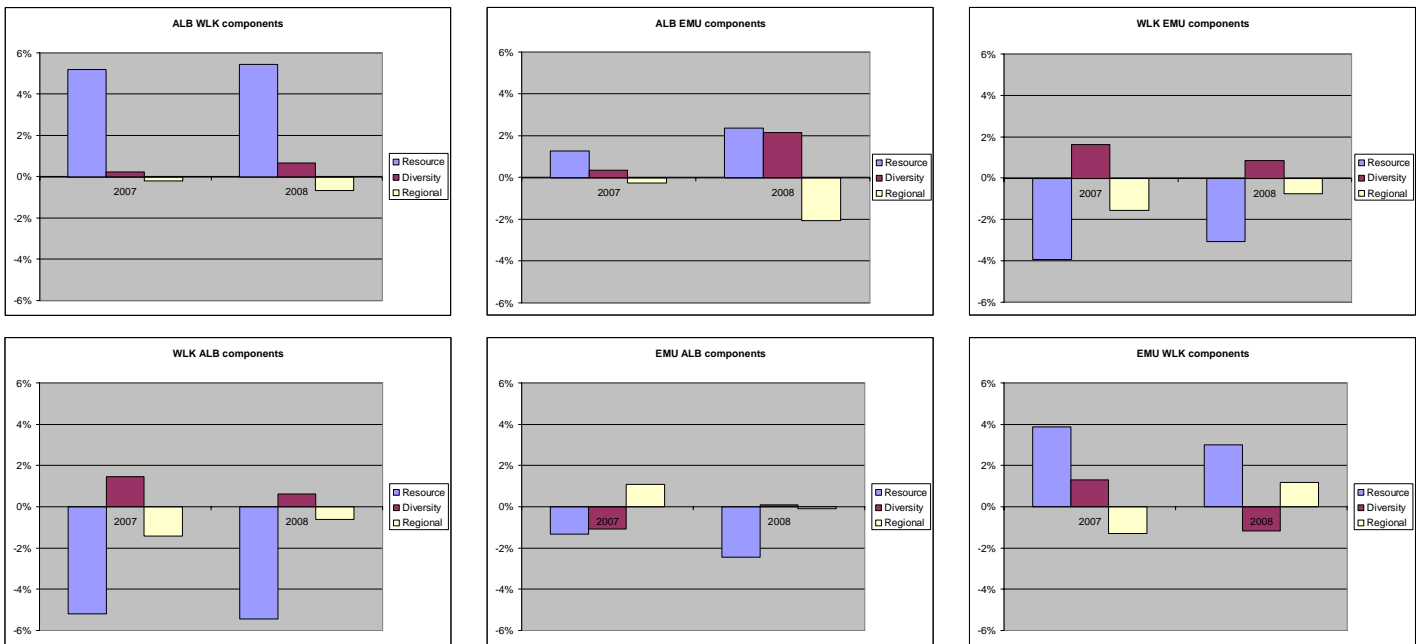 ALB WLK components
6%
4%
2%
0%
-2%
-4%
-6%
2007
2008
Resource
Diversity
Regional
ALB EMU components
6%
4%
2%
0%
-2%
-4%
-6%
2007
2008
Resource
Diversity
Regional
WLK EMU components
6%
4%
2%
0%
-2%
-4%
-6%
2007
2008
Resource
Diversity
Regional
WLK ALB components
6%
4%
2%
0%
-2%
-4%
-6%
2007
2008
Resource
Diversity
Regional
EMU ALB components
6%
4%
2%
0%
-2%
-4%
-6%
2007
2008
Resource
Diversity
Regional
EMU WLK components
6%
4%
2%
0%
-2%
-4%
-6%
2007
2008
Resource
Diversity
Regional